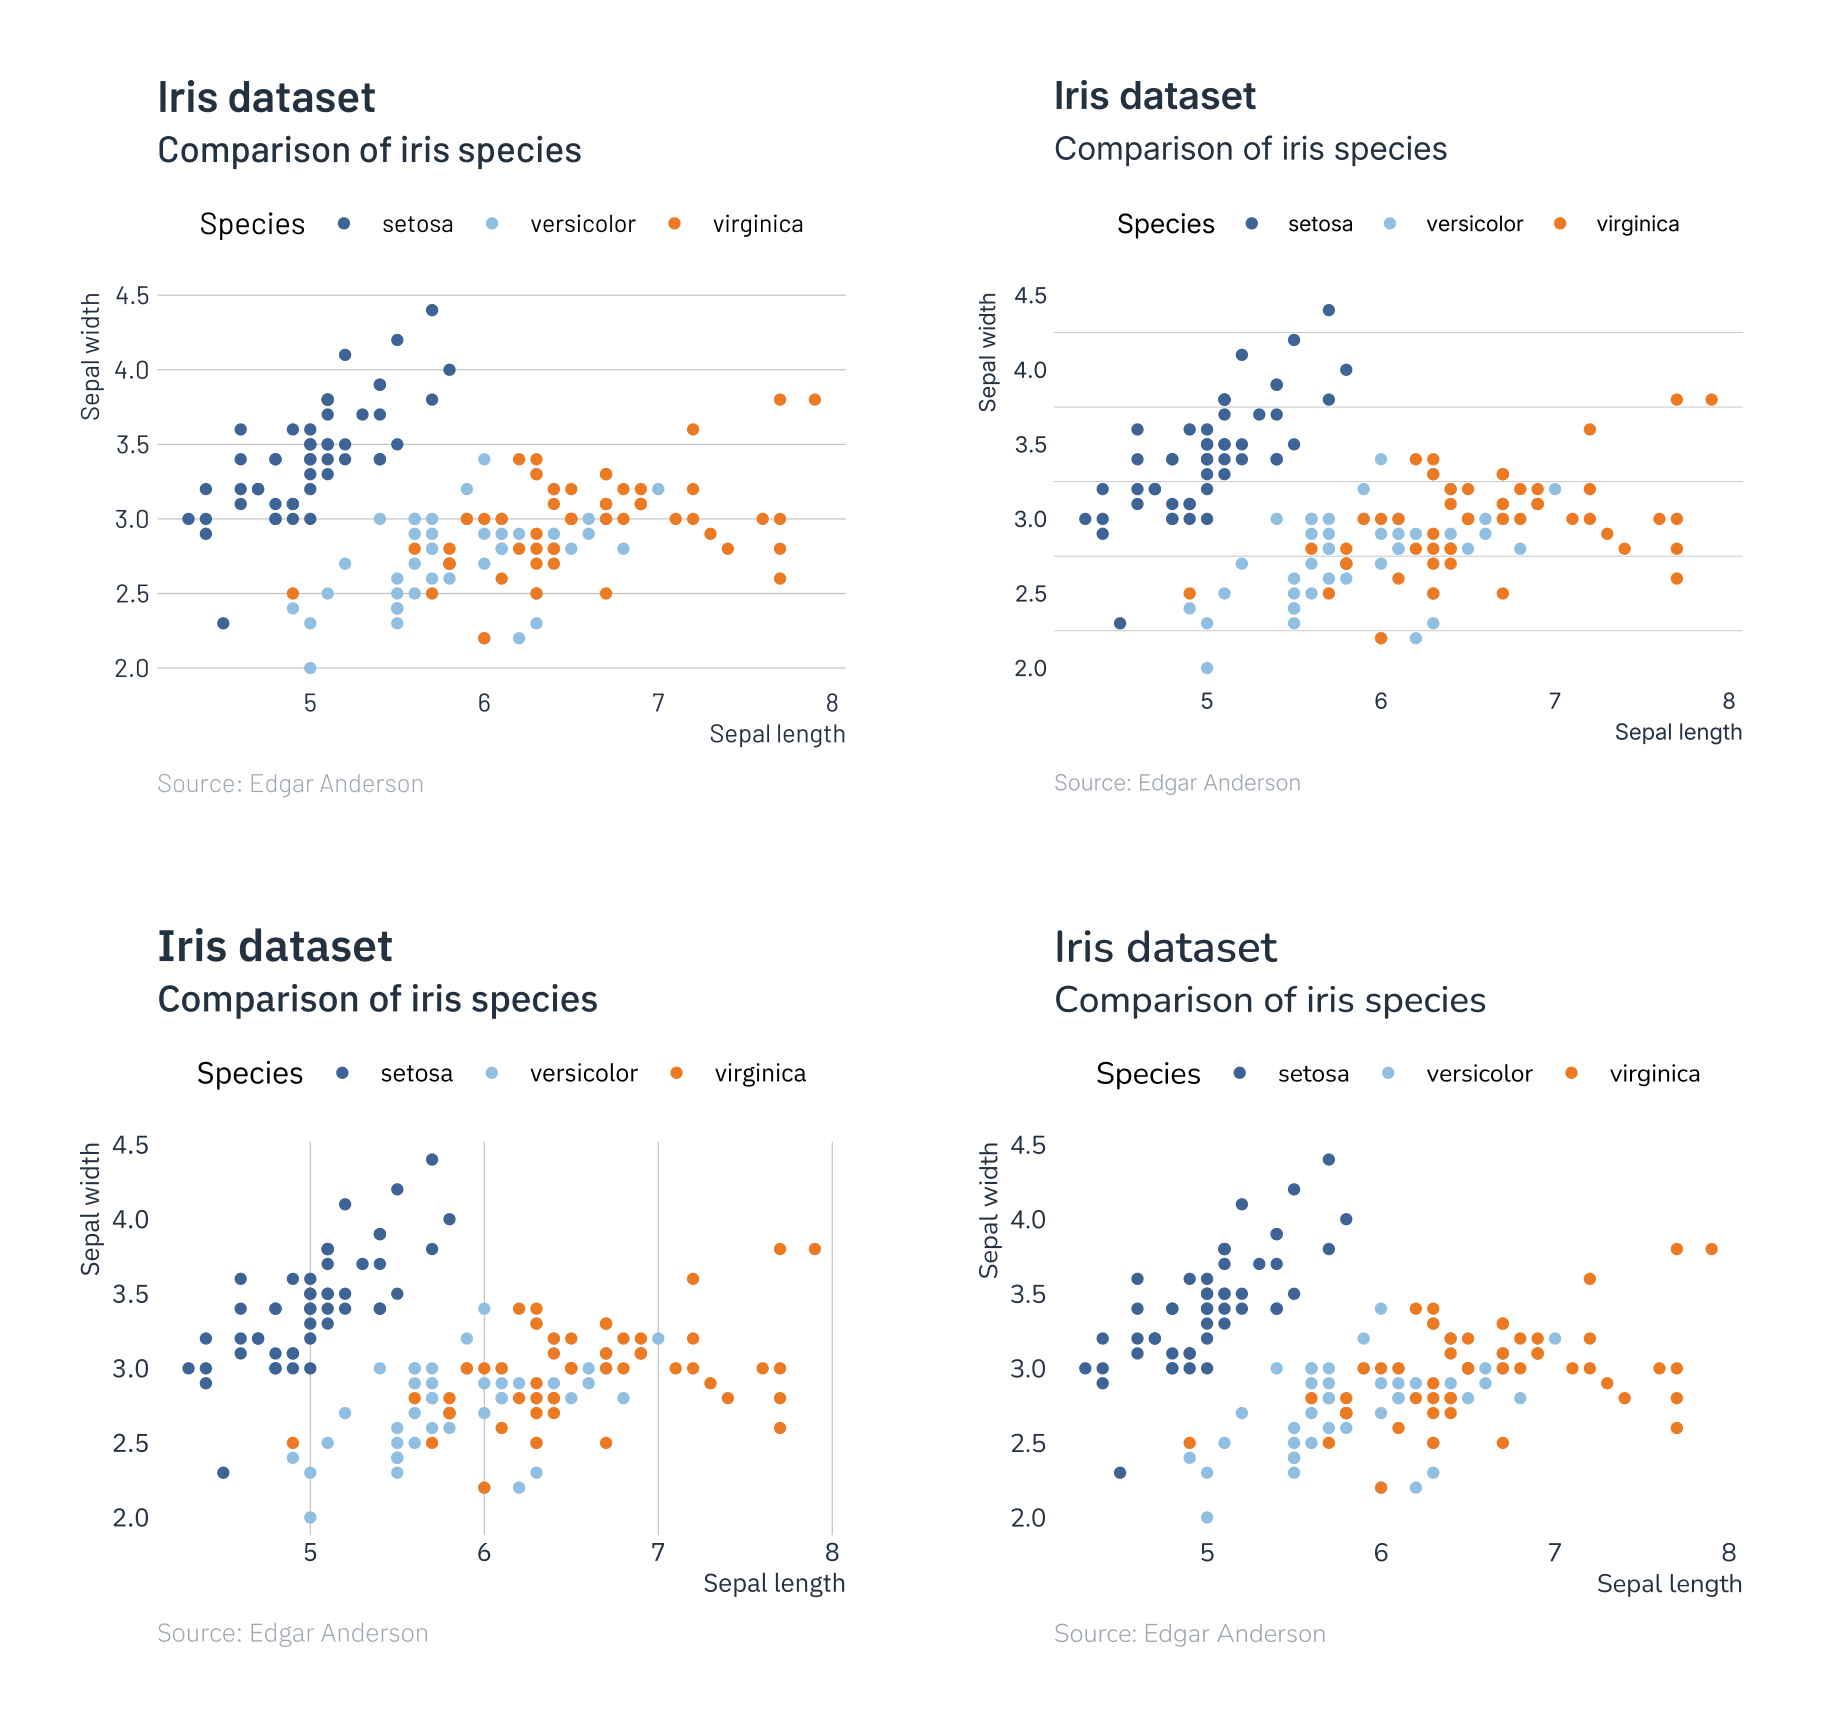 Iris dataset
Comparison of iris species
Species setosa versicolor virginica
Sepal width
4.5
4.0
3.5
3.0
2.5
2.0
5 6 7 8
Sepal length
Source: Edgar Anderson
Iris dataset
Comparison of iris species
Species setosa versicolor virginica
Sepal width
4.5
4.0
3.5
3.0
2.5
2.0
5 6 7 8
Sepal length
Source: Edgar Anderson
Iris dataset
Comparison of iris species
Species setosa versicolor virginica
Sepal width
4.5
4.0
3.5
3.0
2.5
2.0
5 6 7 8
Sepal length
Source: Edgar Anderson
Iris dataset
Comparison of iris species
Species setosa versicolor virginica
Sepal width
4.5
4.0
3.5
3.0
2.5
2.0
5 6 7 8
Sepal length
Source: Edgar Anderson